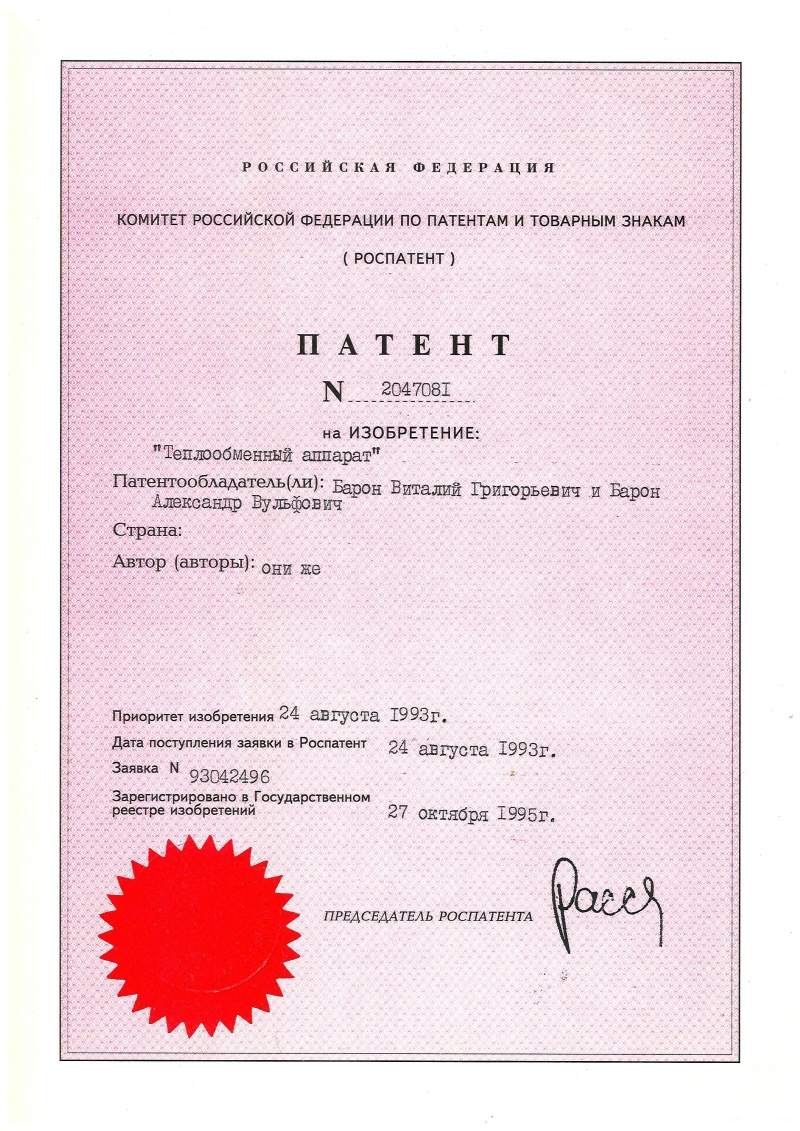 РОССИЙСКАЯ ФЕДЕРАЦИЯ
КОМИТЕТ РОССИЙСКОЙ ФЕДЕРАЦИИ ПО ПАТЕНТАМ И ТОВАРНЫМ ЗНАКАМ
( РОСПАТЕНТ )
ПАТЕНТ
N 2047081
на ИЗОБРЕТЕНИЕ:
"Теплообменный аппарат"
Патентообладатель(ли): Барон Виталий Григорьевич и Барон
Александр Вульфович
Страна:
Автор (авторы): они же
Приоритет изобретения 24 августа 1993г.
Дата поступления заявки в Роспатент 24 августа 1993г.
Заявка N 93042496
Зарегистрировано в Государственном
реестре изобретений 27 октября 1995г.
ПРЕДСЕДАТЕЛЬ РОСПАТЕНТА